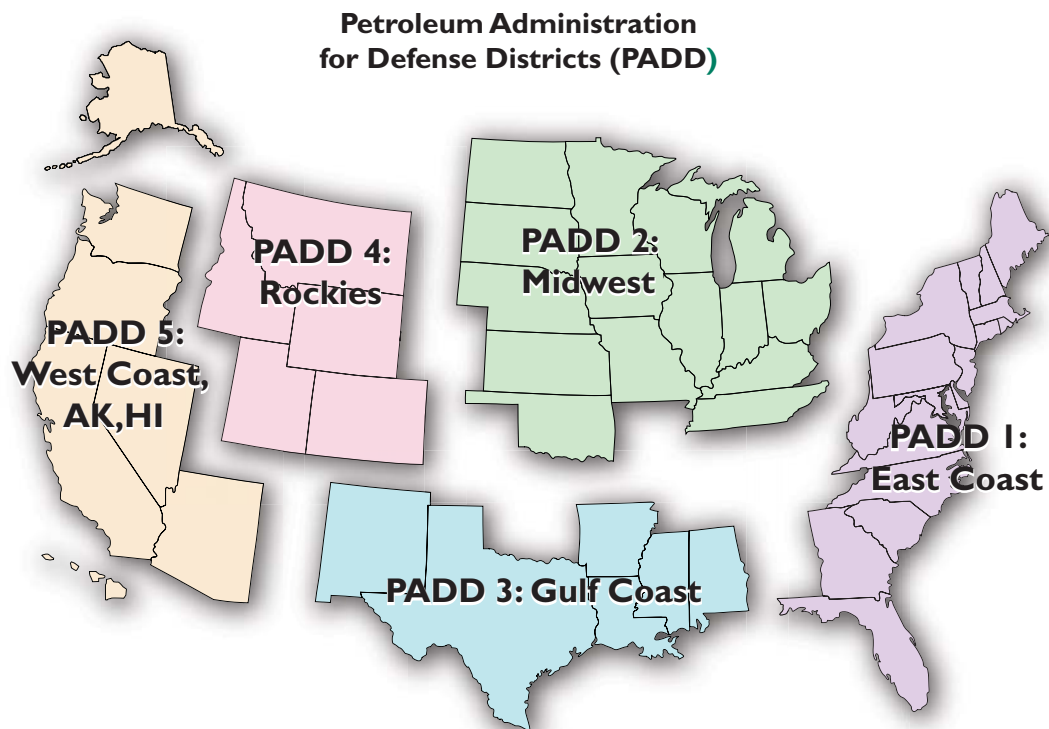 Petroleum Administration
for Defense Districts (PADD)
PADD 4:
Rockies
PADD 2:
Midwest
PADD 5:
West Coast,
AK,HI
PADD 1:
East Coast
PADD 3: Gulf Coast